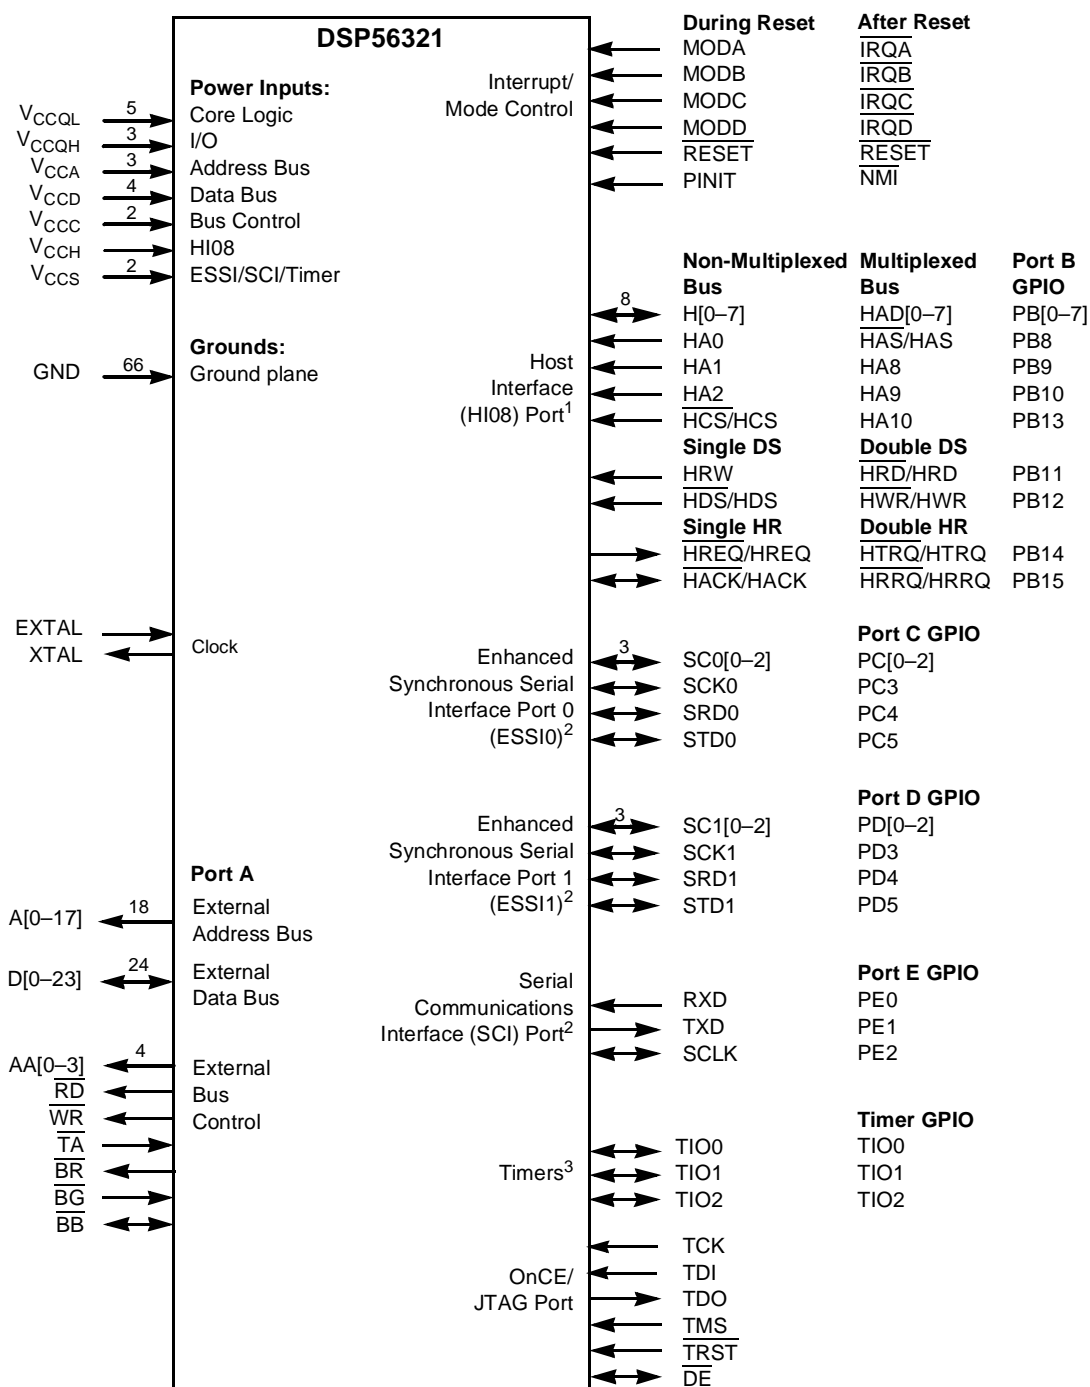 DSP56321
During Reset After Reset
MODA IRQA
MODB IRQB
MODC IRQC
MODD IRQD
RESET RESET
PINIT NMI
Interrupt/
Mode Control
Power Inputs:
VCCQL 5 Core Logic
VCCQH 3 I/O
VCCA 3 Address Bus
VCCD 4 Data Bus
VCCC 2 Bus Control
VCCH HI08
VCCS 2 ESSI/SCI/Timer
Grounds:
GND 66 Ground plane
Non-Multiplexed Multiplexed Port B
Bus Bus GPIO
8 H[0–7] HAD[0–7] PB[0–7]
HA0 HAS/HAS PB8
Host HA1 HA8 PB9
Interface HA2 HA9 PB10
(HI08) Port1 HCS/HCS HA10 PB13
Single DS Double DS
HRW HRD/HRD PB11
HDS/HDS HWR/HWR PB12
Single HR Double HR
HREQ/HREQ HTRQ/HTRQ PB14
HACK/HACK HRRQ/HRRQ PB15
EXTAL
XTAL
Clock
Port C GPIO
Enhanced 3 SC0[0–2] PC[0–2]
Synchronous Serial SCK0 PC3
Interface Port 0 SRD0 PC4
(ESSI0)2 STD0 PC5
Port D GPIO
Enhanced 3 SC1[0–2] PD[0–2]
Synchronous Serial SCK1 PD3
Interface Port 1 SRD1 PD4
(ESSI1)2 STD1 PD5
Port A
A[0–17] 18 External
Address Bus
D[0–23] 24 External
Data Bus
Port E GPIO
Serial
Communications RXD PE0
Interface (SCI) Port2 TXD PE1
SCLK PE2
AA[0–3] 4 External
RD Bus
WR Control
TA
BR
BG
BB
Timer GPIO
TIO0 TIO0
Timers3 TIO1 TIO1
TIO2 TIO2
TCK
OnCE/ TDI
JTAG Port TDO
TMS
TRST
DE